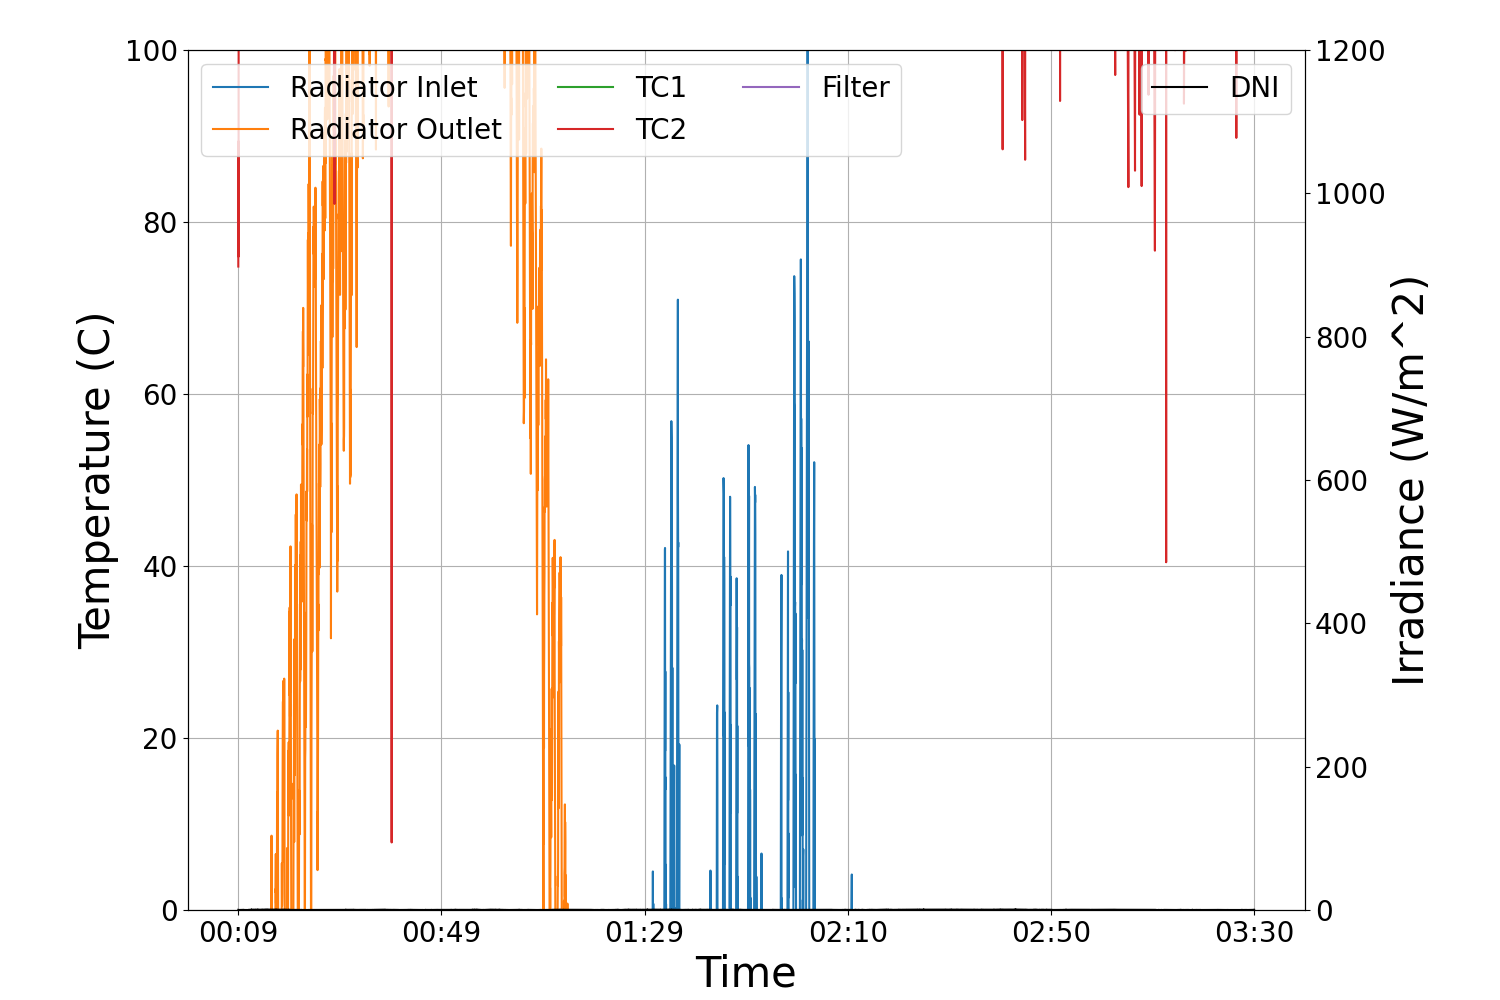 100
80
60
40
20
0
Temperature (C)
Radiator Inlet
Radiator Outlet
TC1
TC2
Filter
DNI
1200
1000
800
600
400
200
0
Irradiance (W/m^2)
00:09 00:49 01:29 02:10 02:50 03:30
Time